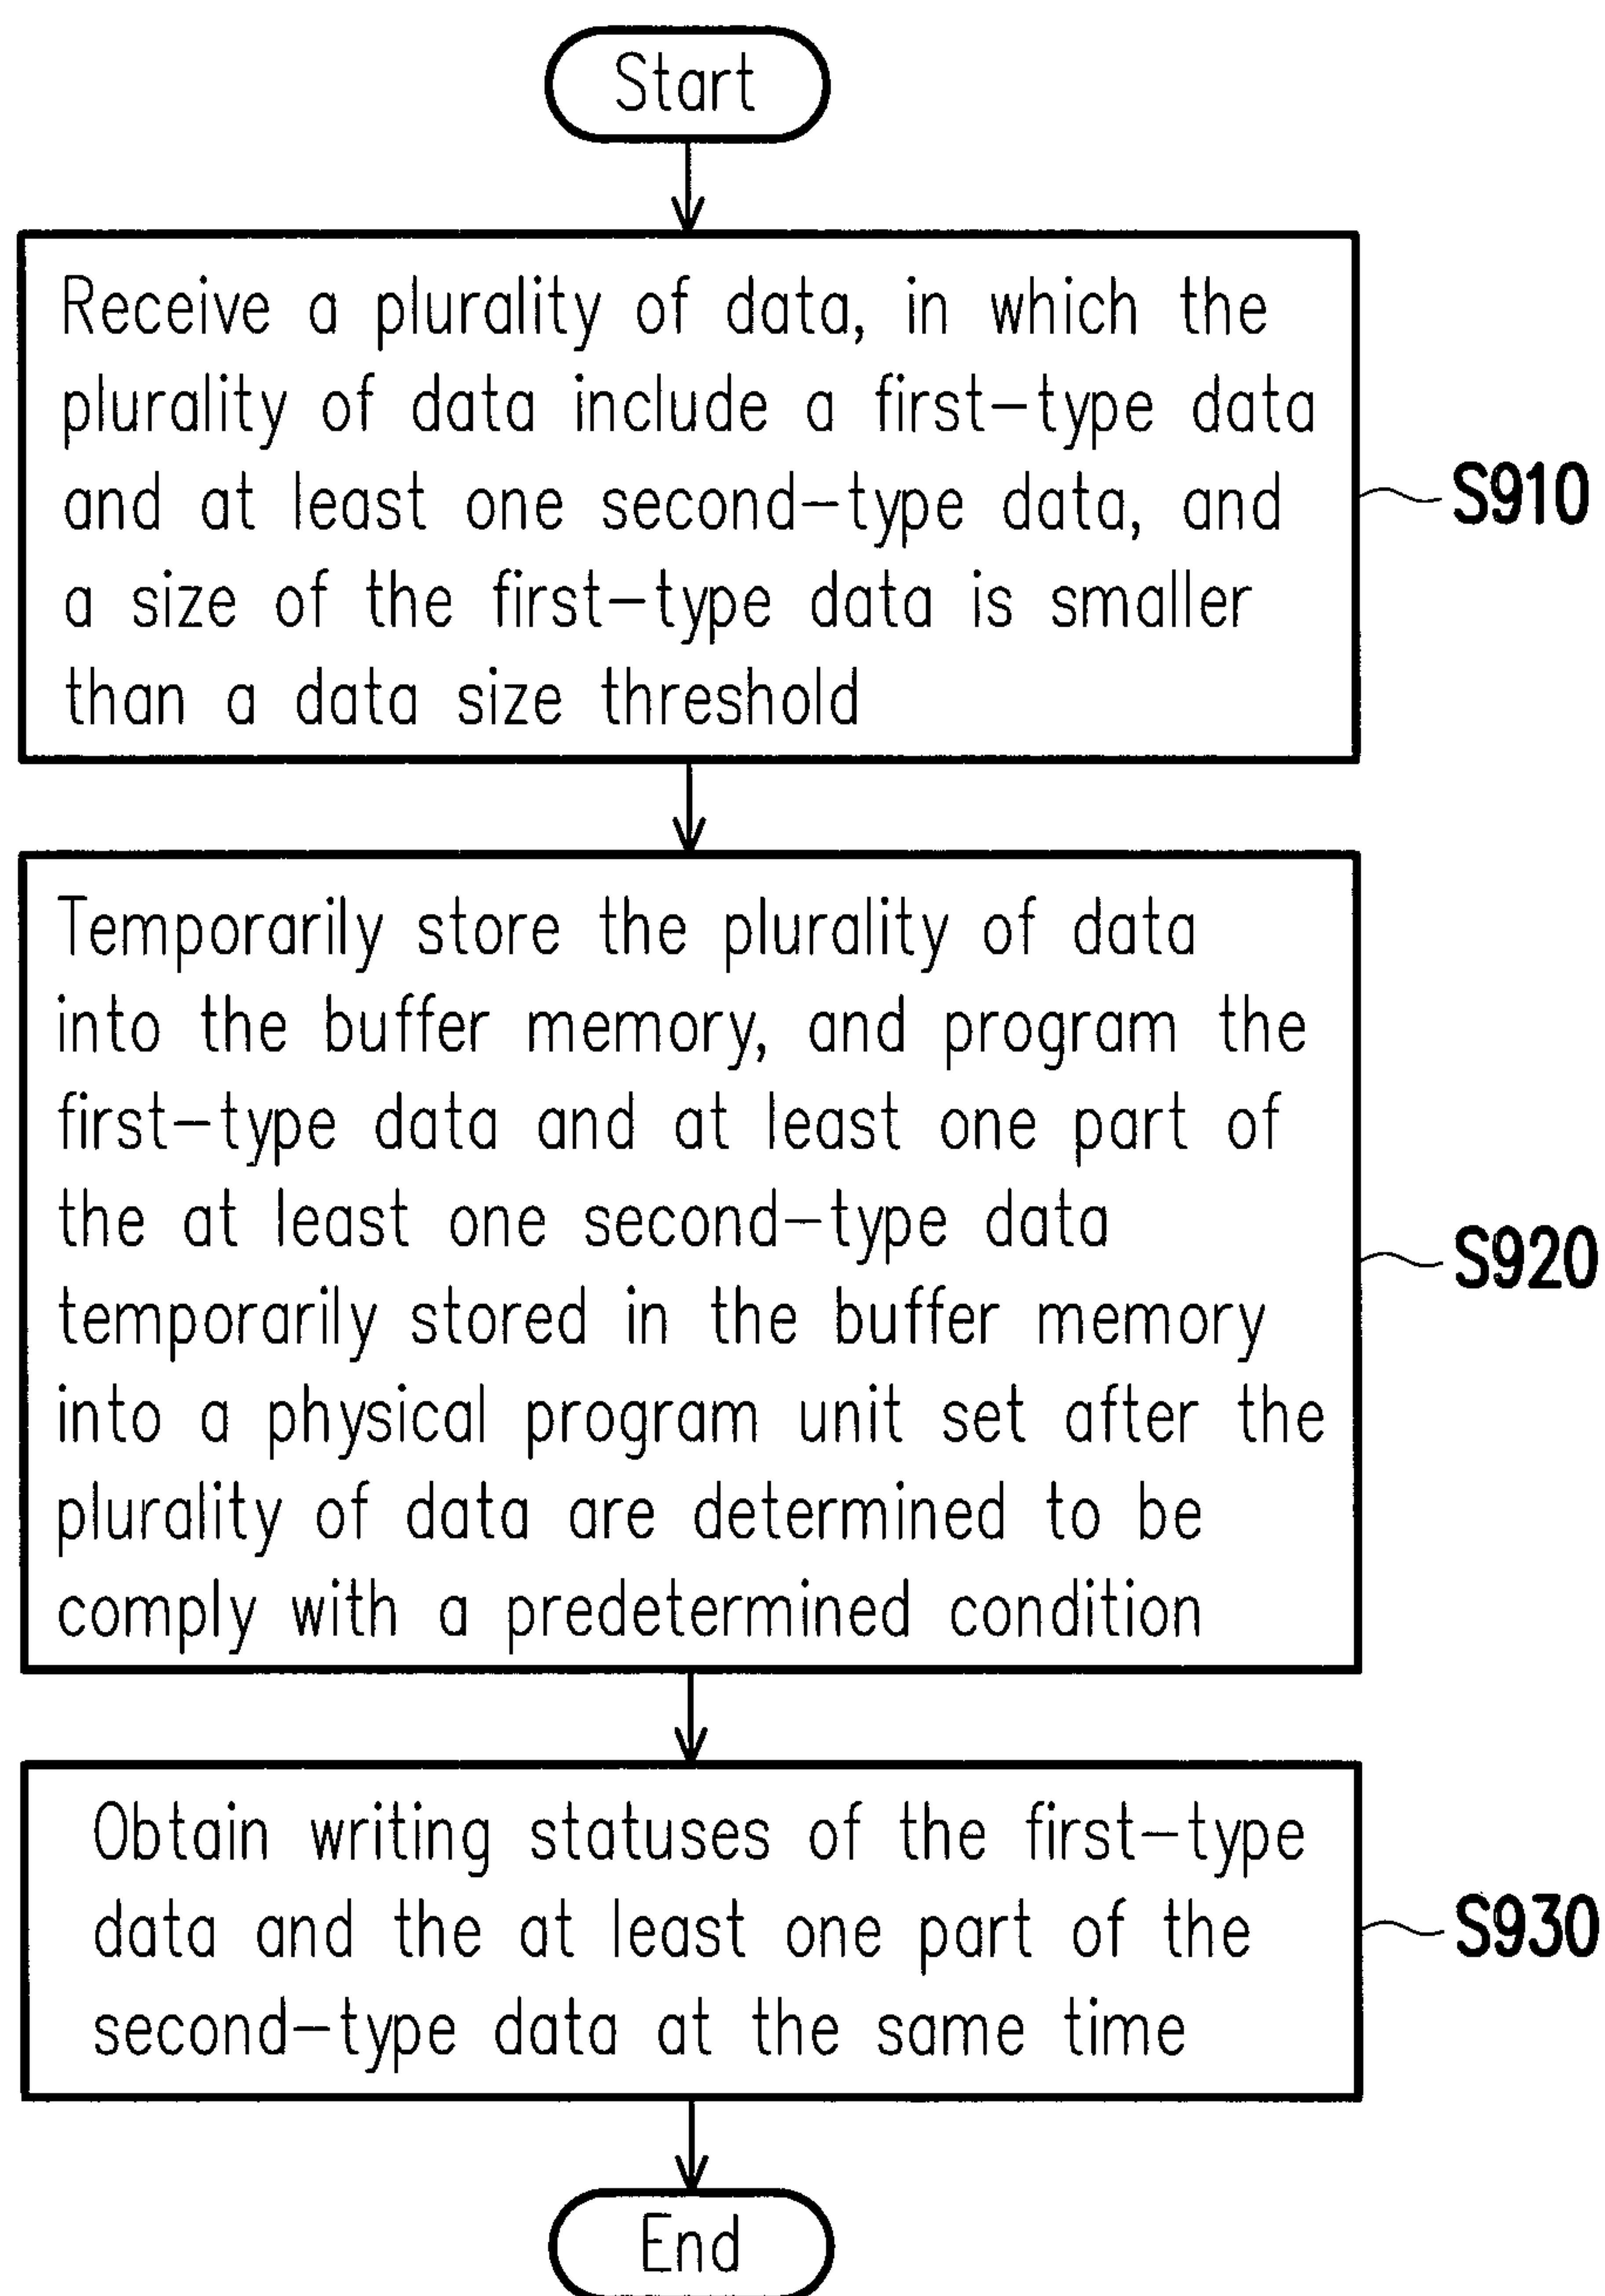 Start
Receive a plurality of data, in which the
plurality of data include a first-type data
and at least one second-type data, and
a size of the first-type data is smaller
than a data size threshold
S910
Temporarily store the plurality of data
into the buffer memory, and program the
first-type data and at least one part of
the at least one second-type data
temporarily stored in the buffer memory
into a physical program unit set after the
plurality of data are determined to be
comply with a predetermined condition
S920
Obtain writing statuses of the first-type
data and the at least one part of the
second-type data at the same time
S930
End